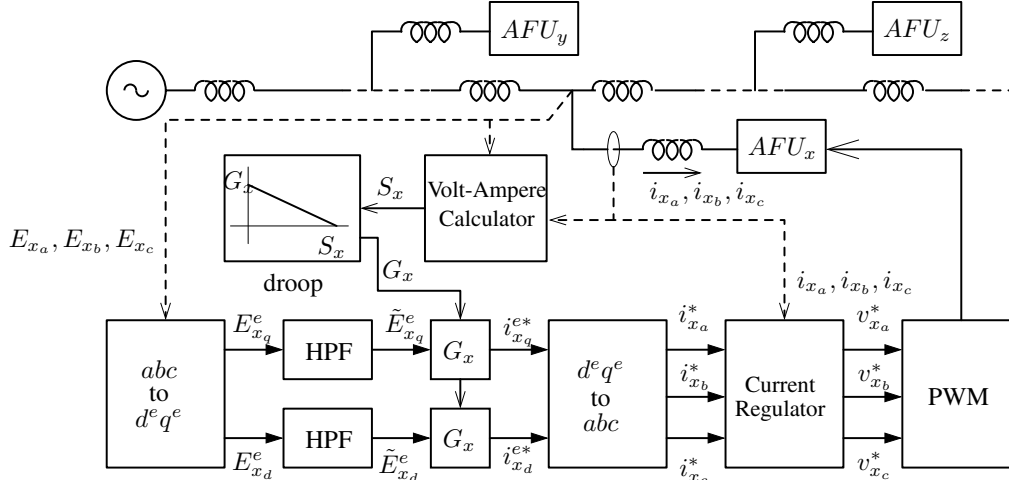 AFU_y
AFU_z
AFU_x
G_x
S_x
S_x
Volt-Ampere
Calculator
i_{x_a}, i_{x_b}, i_{x_c}
E_{x_a}, E_{x_b}, E_{x_c}
droop
G_x
i_{x_a}, i_{x_b}, i_{x_c}
abc
to
d^e q^e
E^e_{x_q}
HPF
\tilde{E}^e_{x_q}
G_x
i^{e*}_{x_q}
E^e_{x_d}
HPF
\tilde{E}^e_{x_d}
G_x
i^{e*}_{x_d}
d^e q^e
to
abc
i^*_{x_a}
i^*_{x_b}
i^*_{x_c}
Current
Regulator
v^*_{x_a}
v^*_{x_b}
v^*_{x_c}
PWM